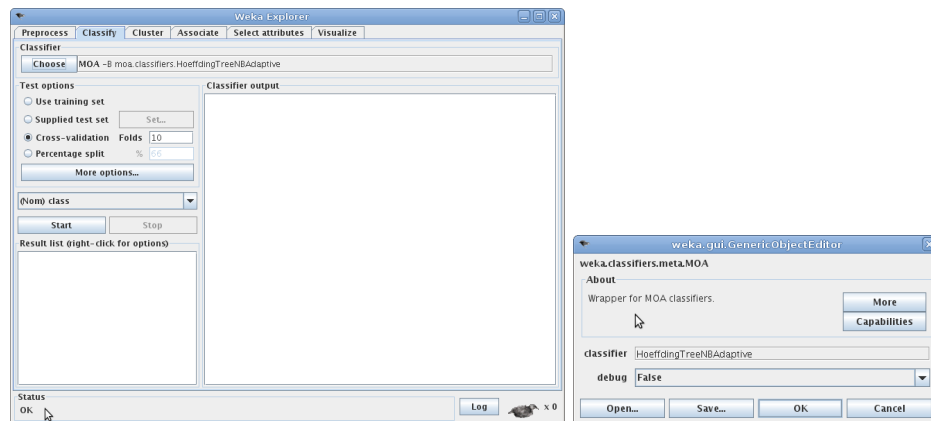 Weka Explorer
Preprocess Classify Cluster Associate Select attributes Visualize
Classifier
Choose MOA -B moa.classifiers.HoeffdingTreeNBAdaptive
Test options
Use training set
Supplied test set Set...
Cross-validation Folds 10
Percentage split % 66
More options...
(Nom) class
Start Stop
Result list (right-click for options)
Classifier output
Status
OK
Log x 0
weka.gui.GenericObjectEditor
weka.classifiers.meta.MOA
About
Wrapper for MOA classifiers.
More
Capabilities
classifier HoeffdingTreeNBAdaptive
debug False
Open... Save... OK Cancel